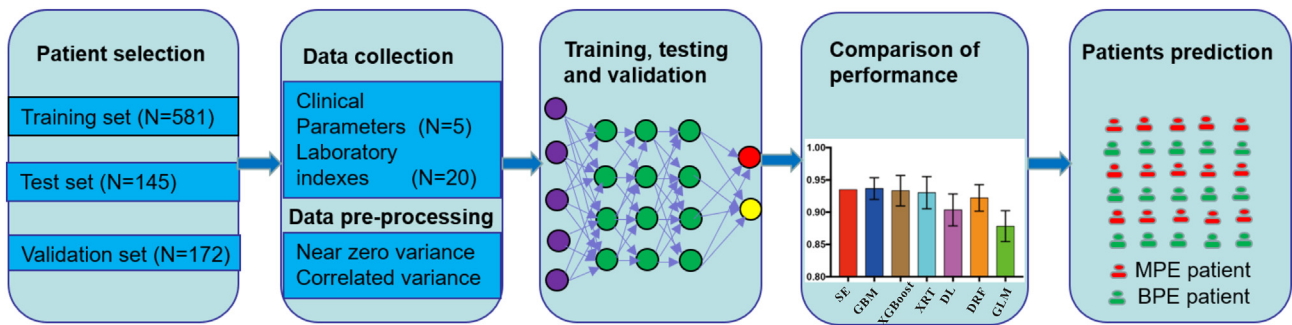 Patient selection
Training set (N=581)
Test set (N=145)
Validation set (N=172)
Data collection
Clinical
Parameters (N=5)
Laboratory
indexes (N=20)
Data pre-processing
Near zero variance
Correlated variance
Training, testing
and validation
Comparison of
performance
1.00
0.95
0.90
0.85
0.80
SE
GBM
XGBoost
XRT
DL
DRF
GLM
Patients prediction
MPE patient
BPE patient